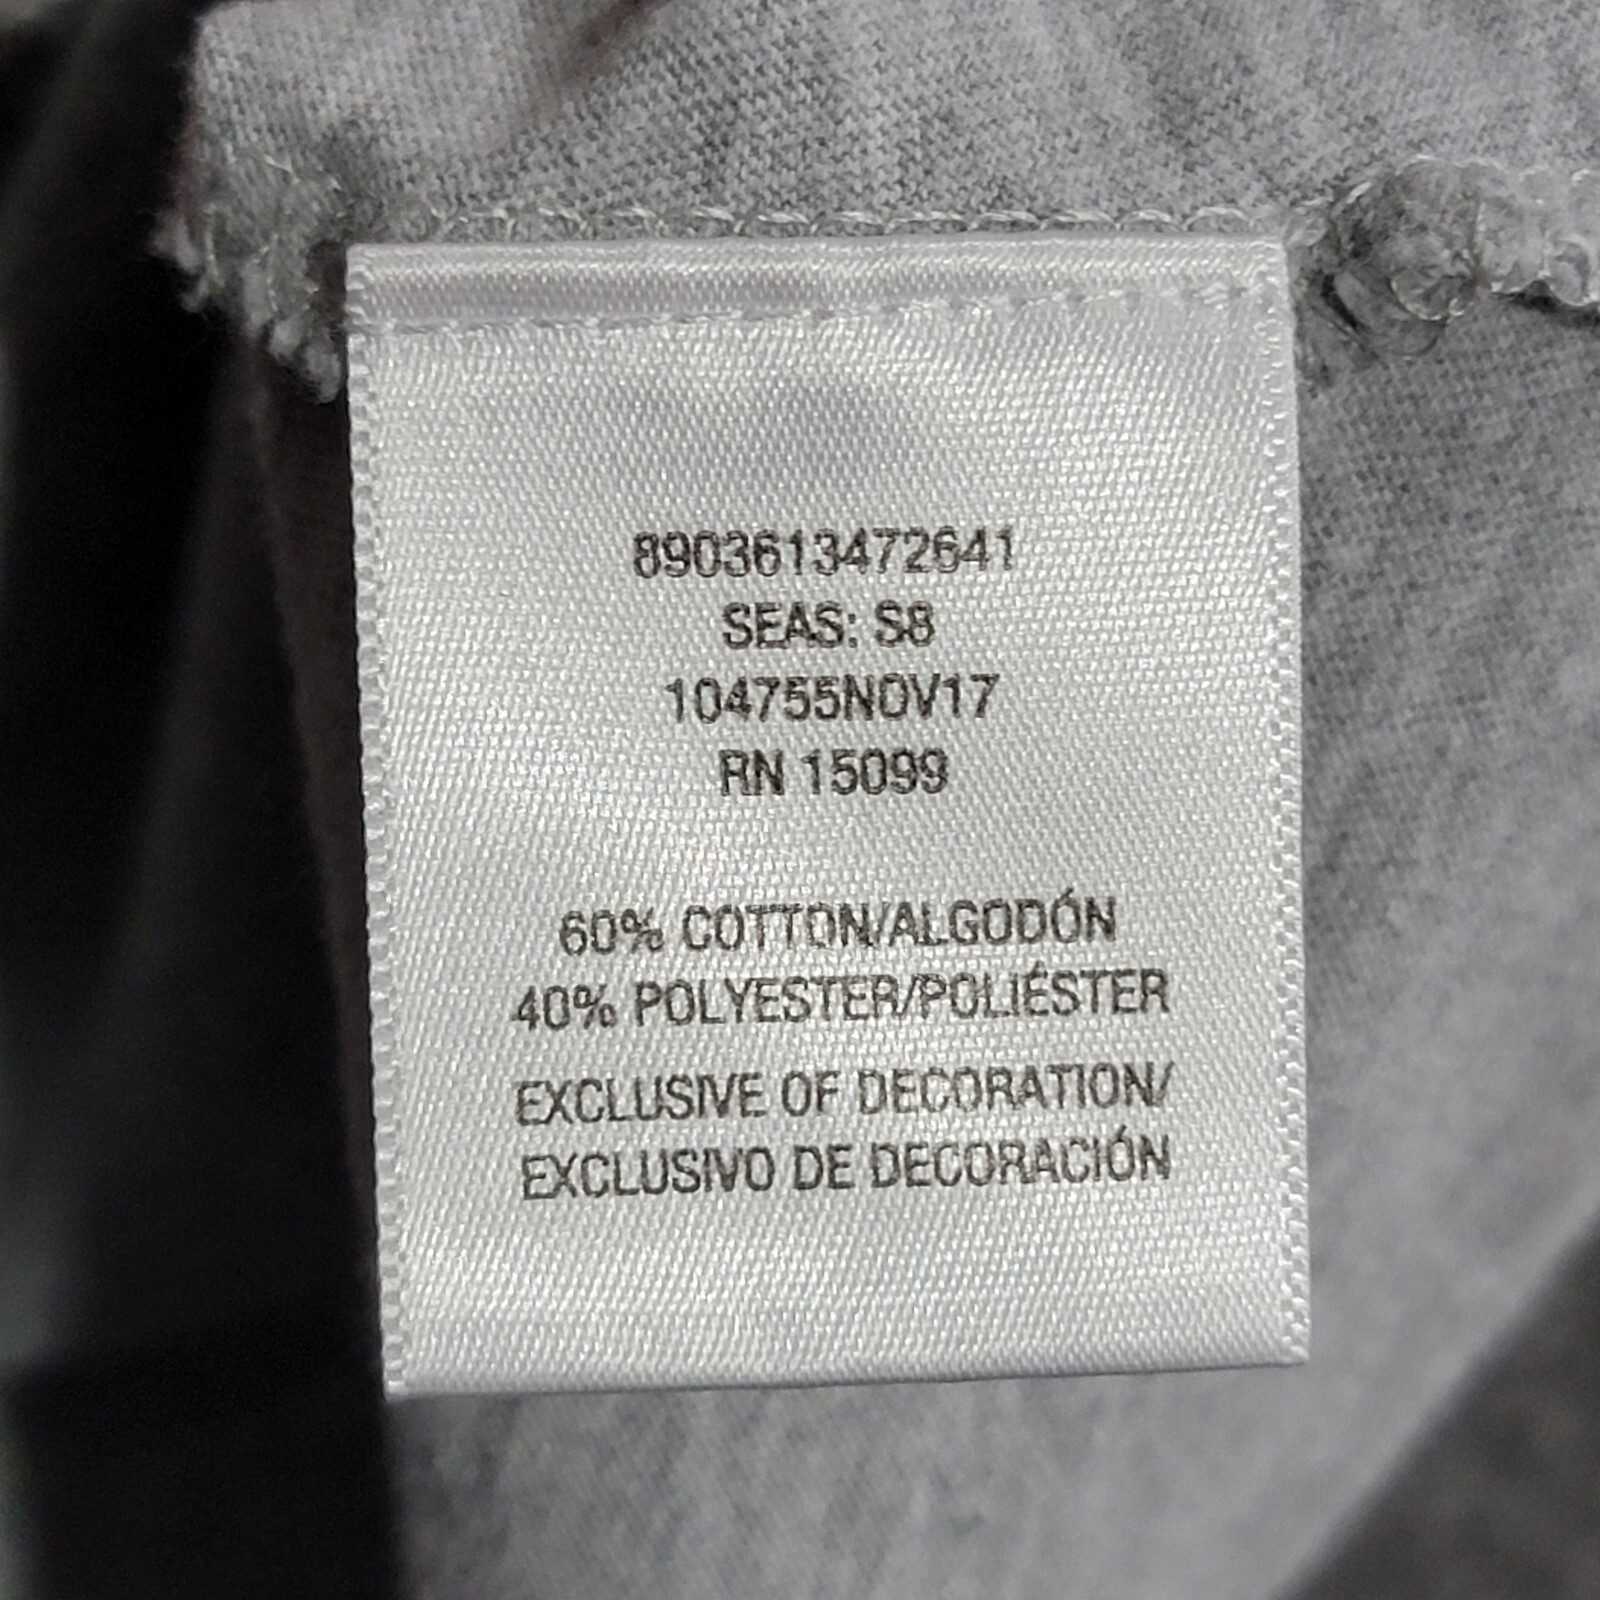 8903613472641
SEAS: S8
104755NOV17
RN 15099
60% COTTON/ALGODÓN
40% POLYESTER/POLIÉSTER
EXCLUSIVE OF DECORATION/
EXCLUSIVO DE DECORACIÓN